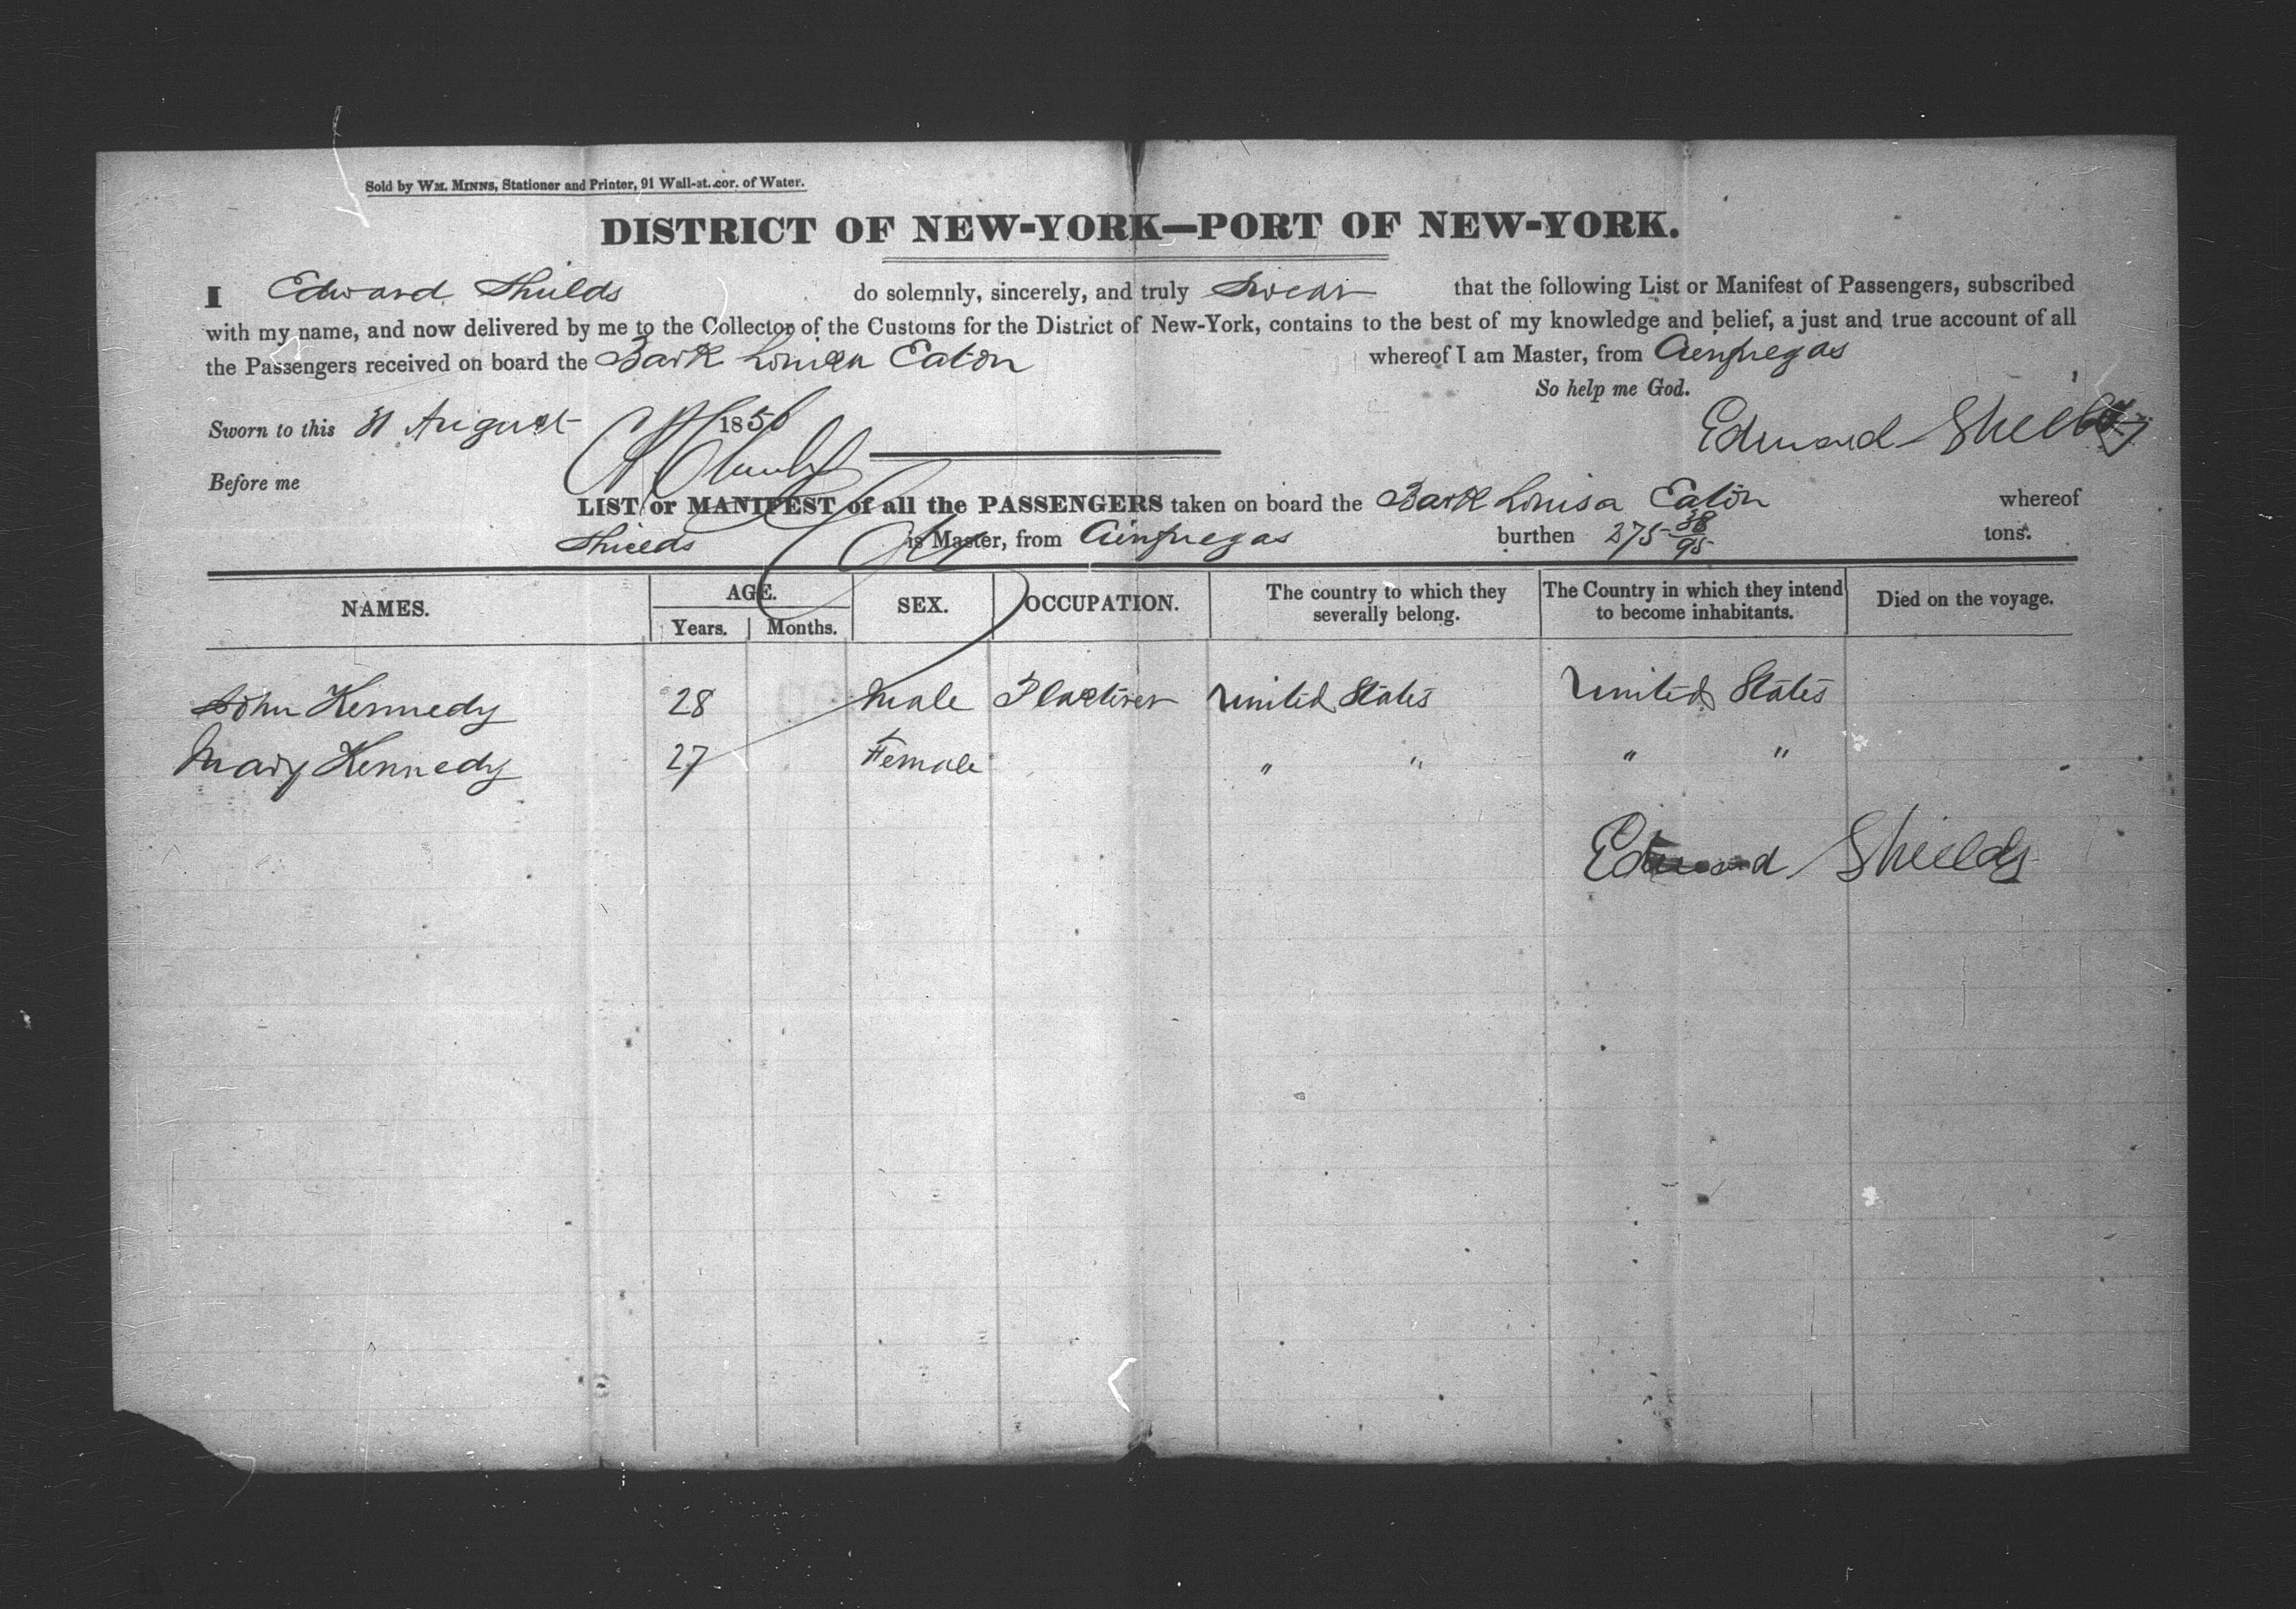 Sold by WM. MINNS, Stationer and Printer, 91 Wall-st. cor. of Water.
DISTRICT OF NEW-YORK—PORT OF NEW-YORK.
I Edward Shields do solemnly, sincerely, and truly Swear that the following List or Manifest of Passengers, subscribed
with my name, and now delivered by me to the Collector of the Customs for the District of New-York, contains to the best of my knowledge and belief, a just and true account of all
the Passengers received on board the Bark Louisa Eaton whereof I am Master, from Cienfuegas
So help me God.
Sworn to this 31 August 1856
Edward Shields
Before me
LIST or MANIFEST of all the PASSENGERS taken on board the Bark Louisa Eaton whereof
Shields is Master, from Cienfuegas burthen 275 38/95 tons.
NAMES. AGE. SEX. OCCUPATION. The country to which they severally belong. The Country in which they intend to become inhabitants. Died on the voyage.
Years. Months.
John Kennedy 28 Male Plasterer United States United States
Mary Kennedy 27 Female " " " "
Edward Shields